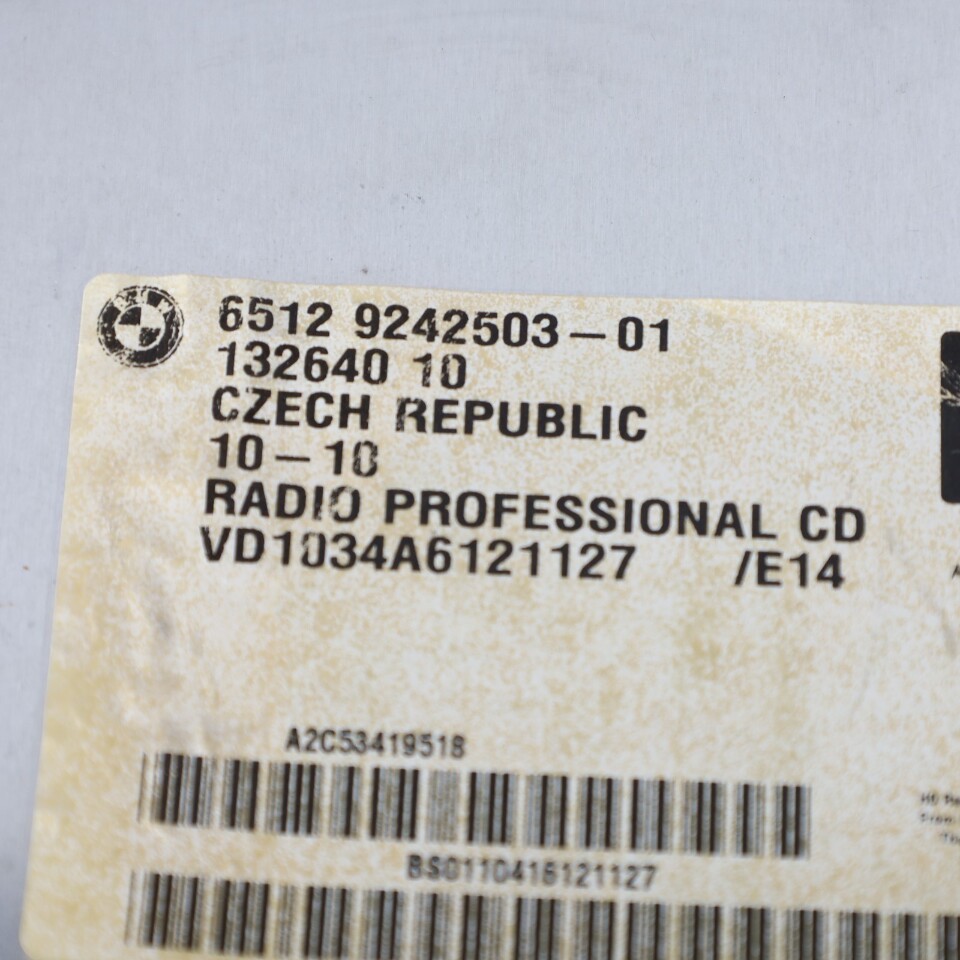 6512 9242503-01
132640 10
CZECH REPUBLIC
10-10
RADIO PROFESSIONAL CD
VD1034A6121127 /E14
A2C53419518
BS0110416121127